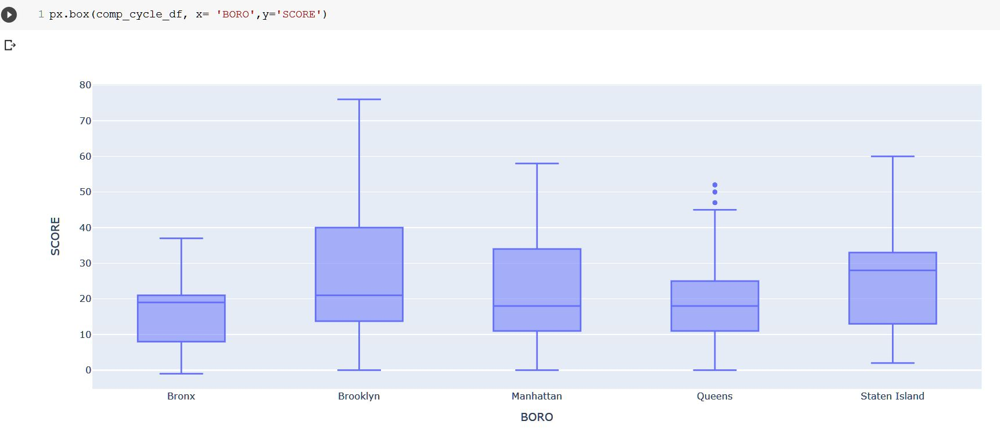 1 px.box(comp_cycle_df, x= 'BORO',y='SCORE')
80
70
60
50
40
30
20
10
0
SCORE
Bronx Brooklyn Manhattan Queens Staten Island
BORO